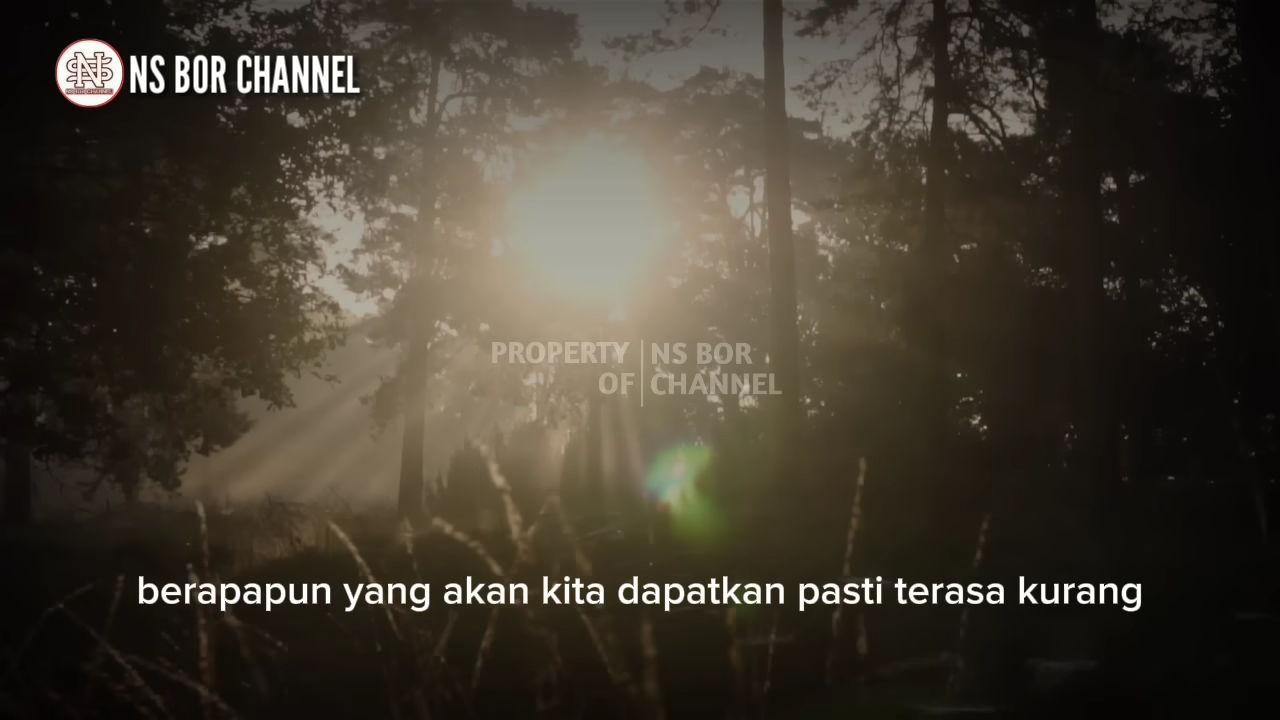 NS BOR CHANNEL
PROPERTY OF
NS BOR CHANNEL
berapapun yang akan kita dapatkan pasti terasa kurang